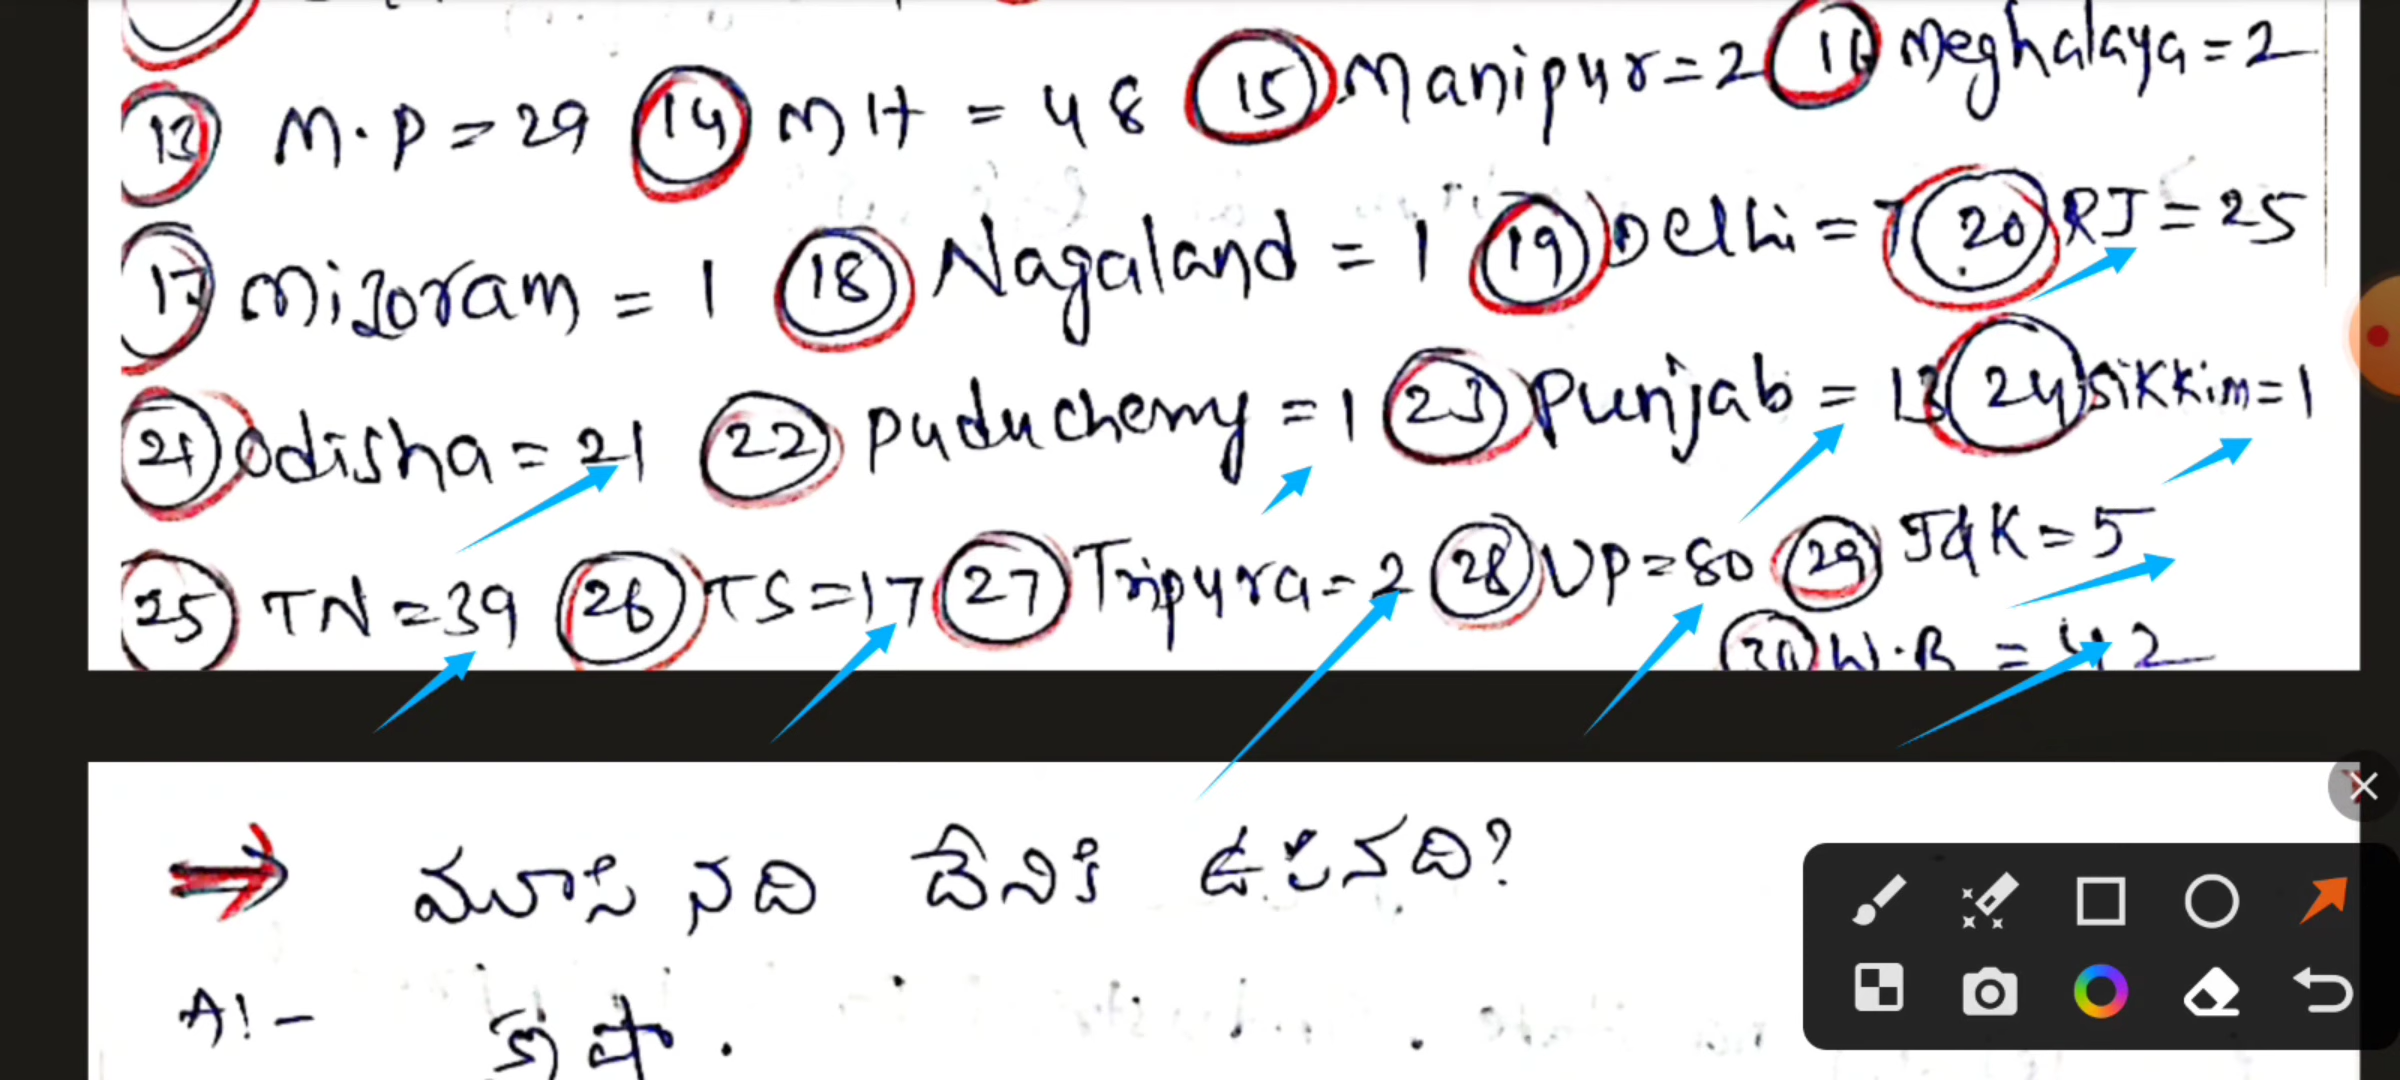 13 M.P = 29 14 MH = 48 15 Manipur = 2 16 Meghalaya = 2
17 Mizoram = 1 18 Nagaland = 1 19 Delhi = 7 20 RJ = 25
21 Odisha = 21 22 Puducherry = 1 23 Punjab = 13 24 Sikkim = 1
25 TN = 39 26 TS = 17 27 Tripura = 2 28 UP = 80 29 J&K = 5
30 W.B = 42
⇒ మూసి నది దేనికి ఉపనది?
A!- కృష్ణా.